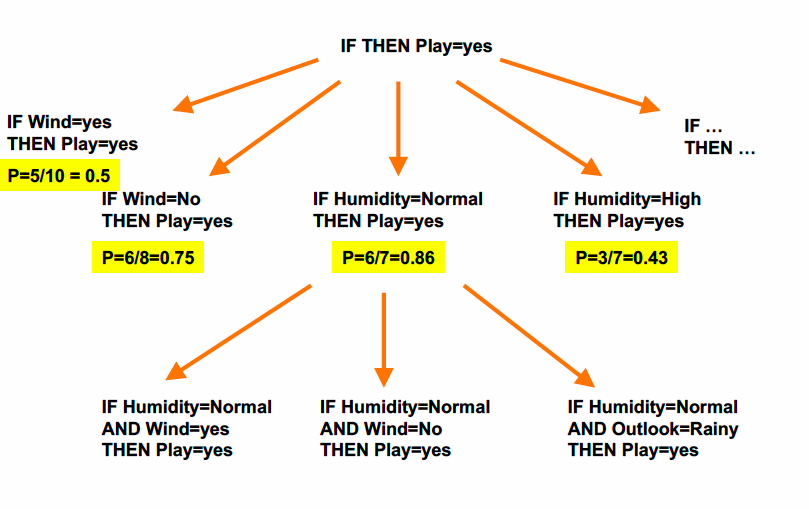 IF THEN Play=yes
IF Wind=yes
THEN Play=yes
P=5/10 = 0.5
IF …
THEN …
IF Wind=No
THEN Play=yes
P=6/8=0.75
IF Humidity=Normal
THEN Play=yes
P=6/7=0.86
IF Humidity=High
THEN Play=yes
P=3/7=0.43
IF Humidity=Normal
AND Wind=yes
THEN Play=yes
IF Humidity=Normal
AND Wind=No
THEN Play=yes
IF Humidity=Normal
AND Outlook=Rainy
THEN Play=yes